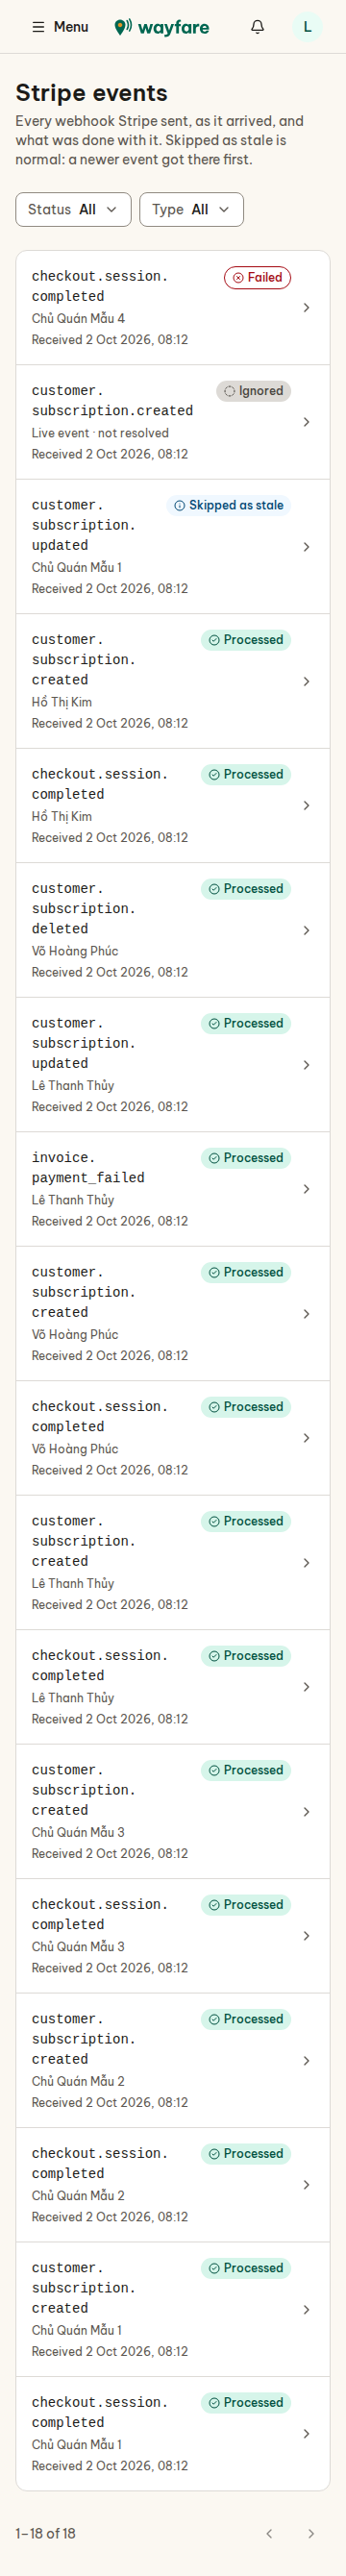 Menu
wayfare
L
Stripe events
Every webhook Stripe sent, as it arrived, and
what was done with it. Skipped as stale is
normal: a newer event got there first.
Status All
Type All
checkout.session.
completed
Failed
Chủ Quán Mẫu 4
Received 2 Oct 2026, 08:12
customer.
subscription.created
Ignored
Live event · not resolved
Received 2 Oct 2026, 08:12
customer.
subscription.
updated
Skipped as stale
Chủ Quán Mẫu 1
Received 2 Oct 2026, 08:12
customer.
subscription.
created
Processed
Hồ Thị Kim
Received 2 Oct 2026, 08:12
checkout.session.
completed
Processed
Hồ Thị Kim
Received 2 Oct 2026, 08:12
customer.
subscription.
deleted
Processed
Võ Hoàng Phúc
Received 2 Oct 2026, 08:12
customer.
subscription.
updated
Processed
Lê Thanh Thủy
Received 2 Oct 2026, 08:12
invoice.
payment_failed
Processed
Lê Thanh Thủy
Received 2 Oct 2026, 08:12
customer.
subscription.
created
Processed
Võ Hoàng Phúc
Received 2 Oct 2026, 08:12
checkout.session.
completed
Processed
Võ Hoàng Phúc
Received 2 Oct 2026, 08:12
customer.
subscription.
created
Processed
Lê Thanh Thủy
Received 2 Oct 2026, 08:12
checkout.session.
completed
Processed
Lê Thanh Thủy
Received 2 Oct 2026, 08:12
customer.
subscription.
created
Processed
Chủ Quán Mẫu 3
Received 2 Oct 2026, 08:12
checkout.session.
completed
Processed
Chủ Quán Mẫu 3
Received 2 Oct 2026, 08:12
customer.
subscription.
created
Processed
Chủ Quán Mẫu 2
Received 2 Oct 2026, 08:12
checkout.session.
completed
Processed
Chủ Quán Mẫu 2
Received 2 Oct 2026, 08:12
customer.
subscription.
created
Processed
Chủ Quán Mẫu 1
Received 2 Oct 2026, 08:12
checkout.session.
completed
Processed
Chủ Quán Mẫu 1
Received 2 Oct 2026, 08:12
1–18 of 18